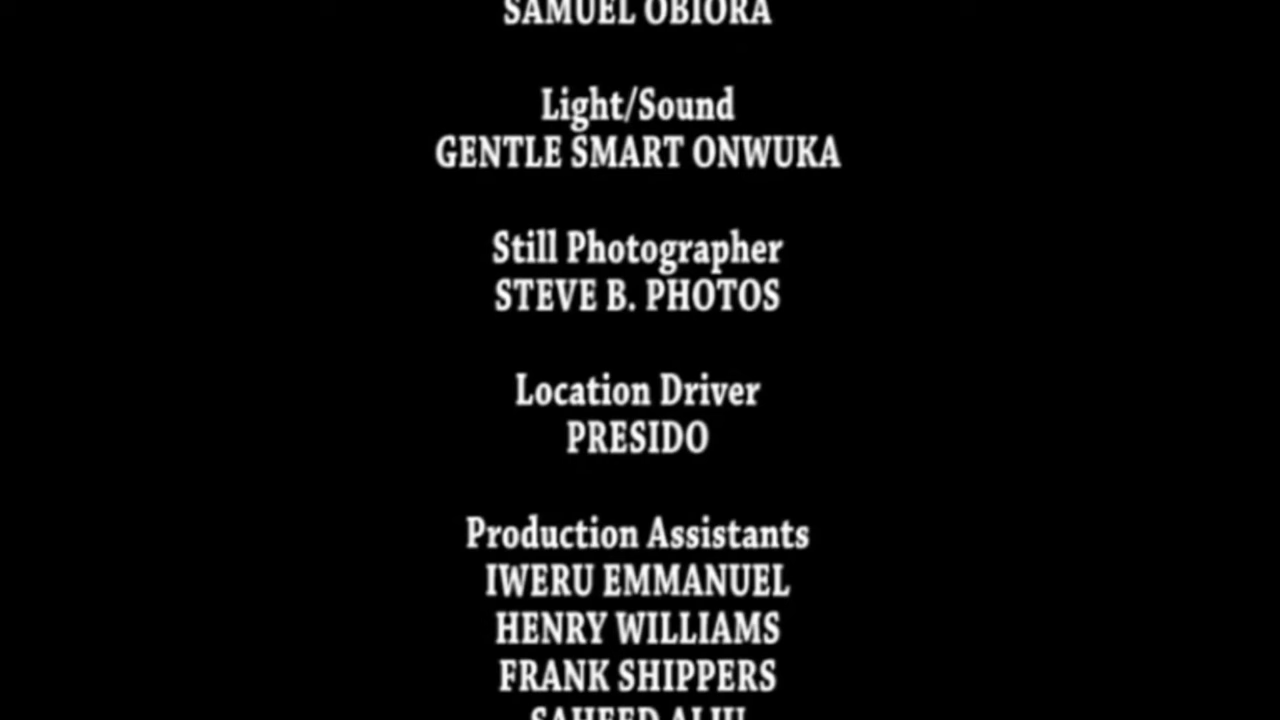 SAMUEL OBIORA
Light/Sound
GENTLE SMART ONWUKA
Still Photographer
STEVE B. PHOTOS
Location Driver
PRESIDO
Production Assistants
IWERU EMMANUEL
HENRY WILLIAMS
FRANK SHIPPERS
SAHEED